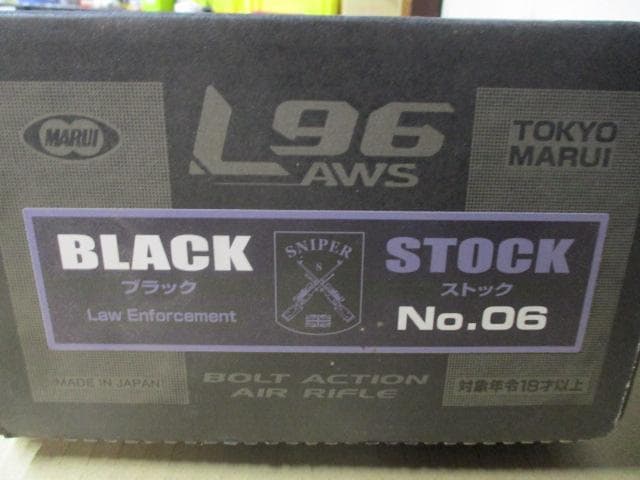 MARUI
L96
AWS
TOKYO
MARUI
BLACK
ブラック
Law Enforcement
SNIPER
8
STOCK
ストック
No.06
MADE IN JAPAN
BOLT ACTION
AIR RIFLE
対象年令18才以上